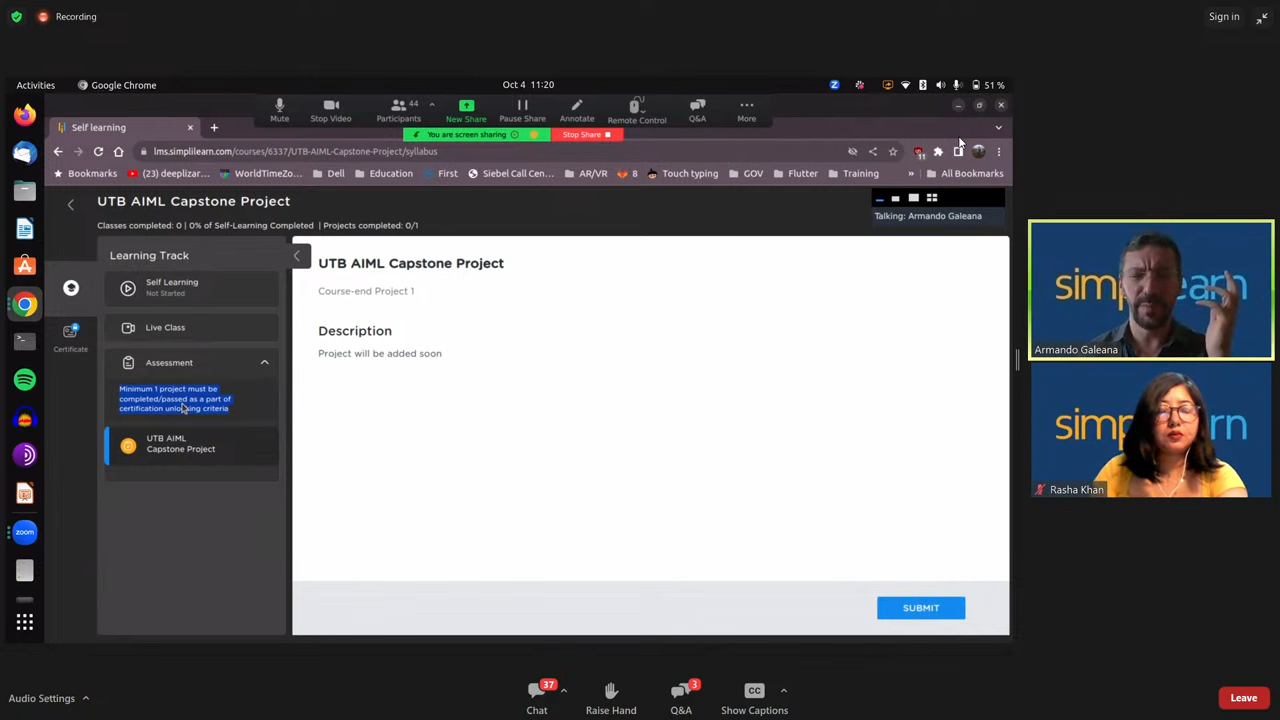 Recording
Sign in
Activities
Google Chrome
Oct 4 11:20
51 %
Mute
Stop Video
44
Participants
New Share
Pause Share
Annotate
Remote Control
Q&A
More
Self learning
You are screen sharing
Stop Share
lms.simplilearn.com/courses/6337/UTB-AIML-Capstone-Project/syllabus
11
Bookmarks
(23) deeplizar...
WorldTimeZo...
Dell
Education
First
Siebel Call Cen...
AR/VR
8
Touch typing
GOV
Flutter
Training
»
All Bookmarks
UTB AIML Capstone Project
Talking: Armando Galeana
Classes completed: 0 | 0% of Self-Learning Completed | Projects completed: 0/1
Learning Track
Self Learning
Not Started
Live Class
Assessment
Minimum 1 project must be
completed/passed as a part of
certification unlocking criteria
UTB AIML
Capstone Project
Certificate
UTB AIML Capstone Project
Course-end Project 1
Description
Project will be added soon
SUBMIT
zoom
Armando Galeana
Rasha Khan
Audio Settings
37
Chat
Raise Hand
3
Q&A
CC
Show Captions
Leave